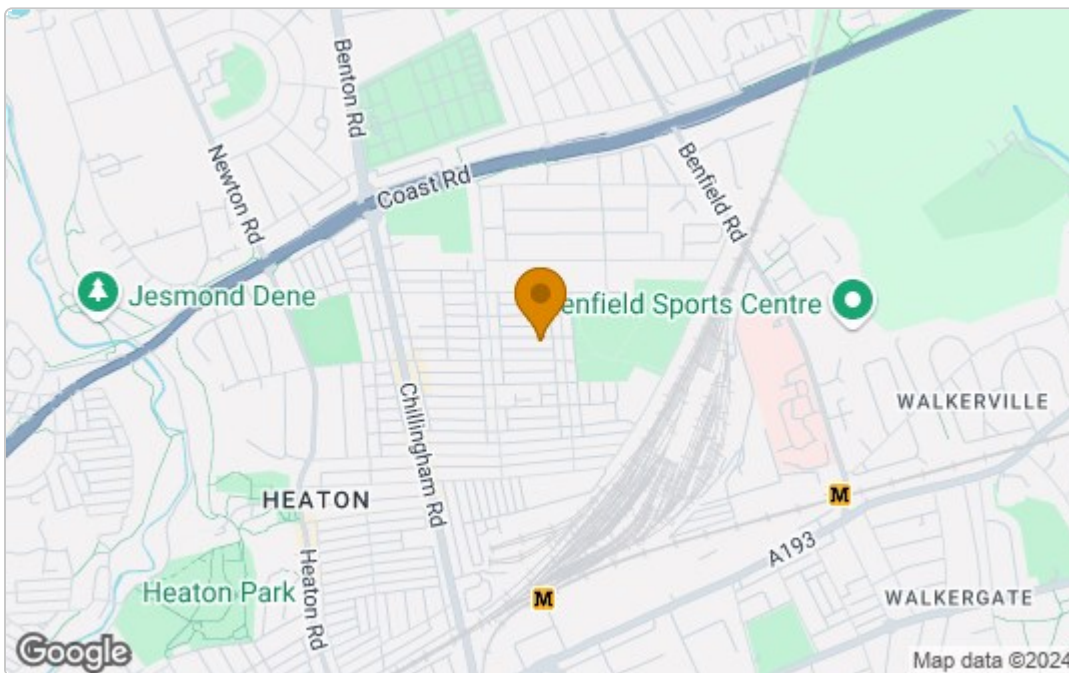 Benton Rd
Newton Rd
Coast Rd
Benfield Rd
Jesmond Dene
enfield Sports Centre
Chillingham Rd
WALKERVILLE
HEATON
M
A193
Heaton Rd
Heaton Park
M
WALKERGATE
Google
Map data ©2024